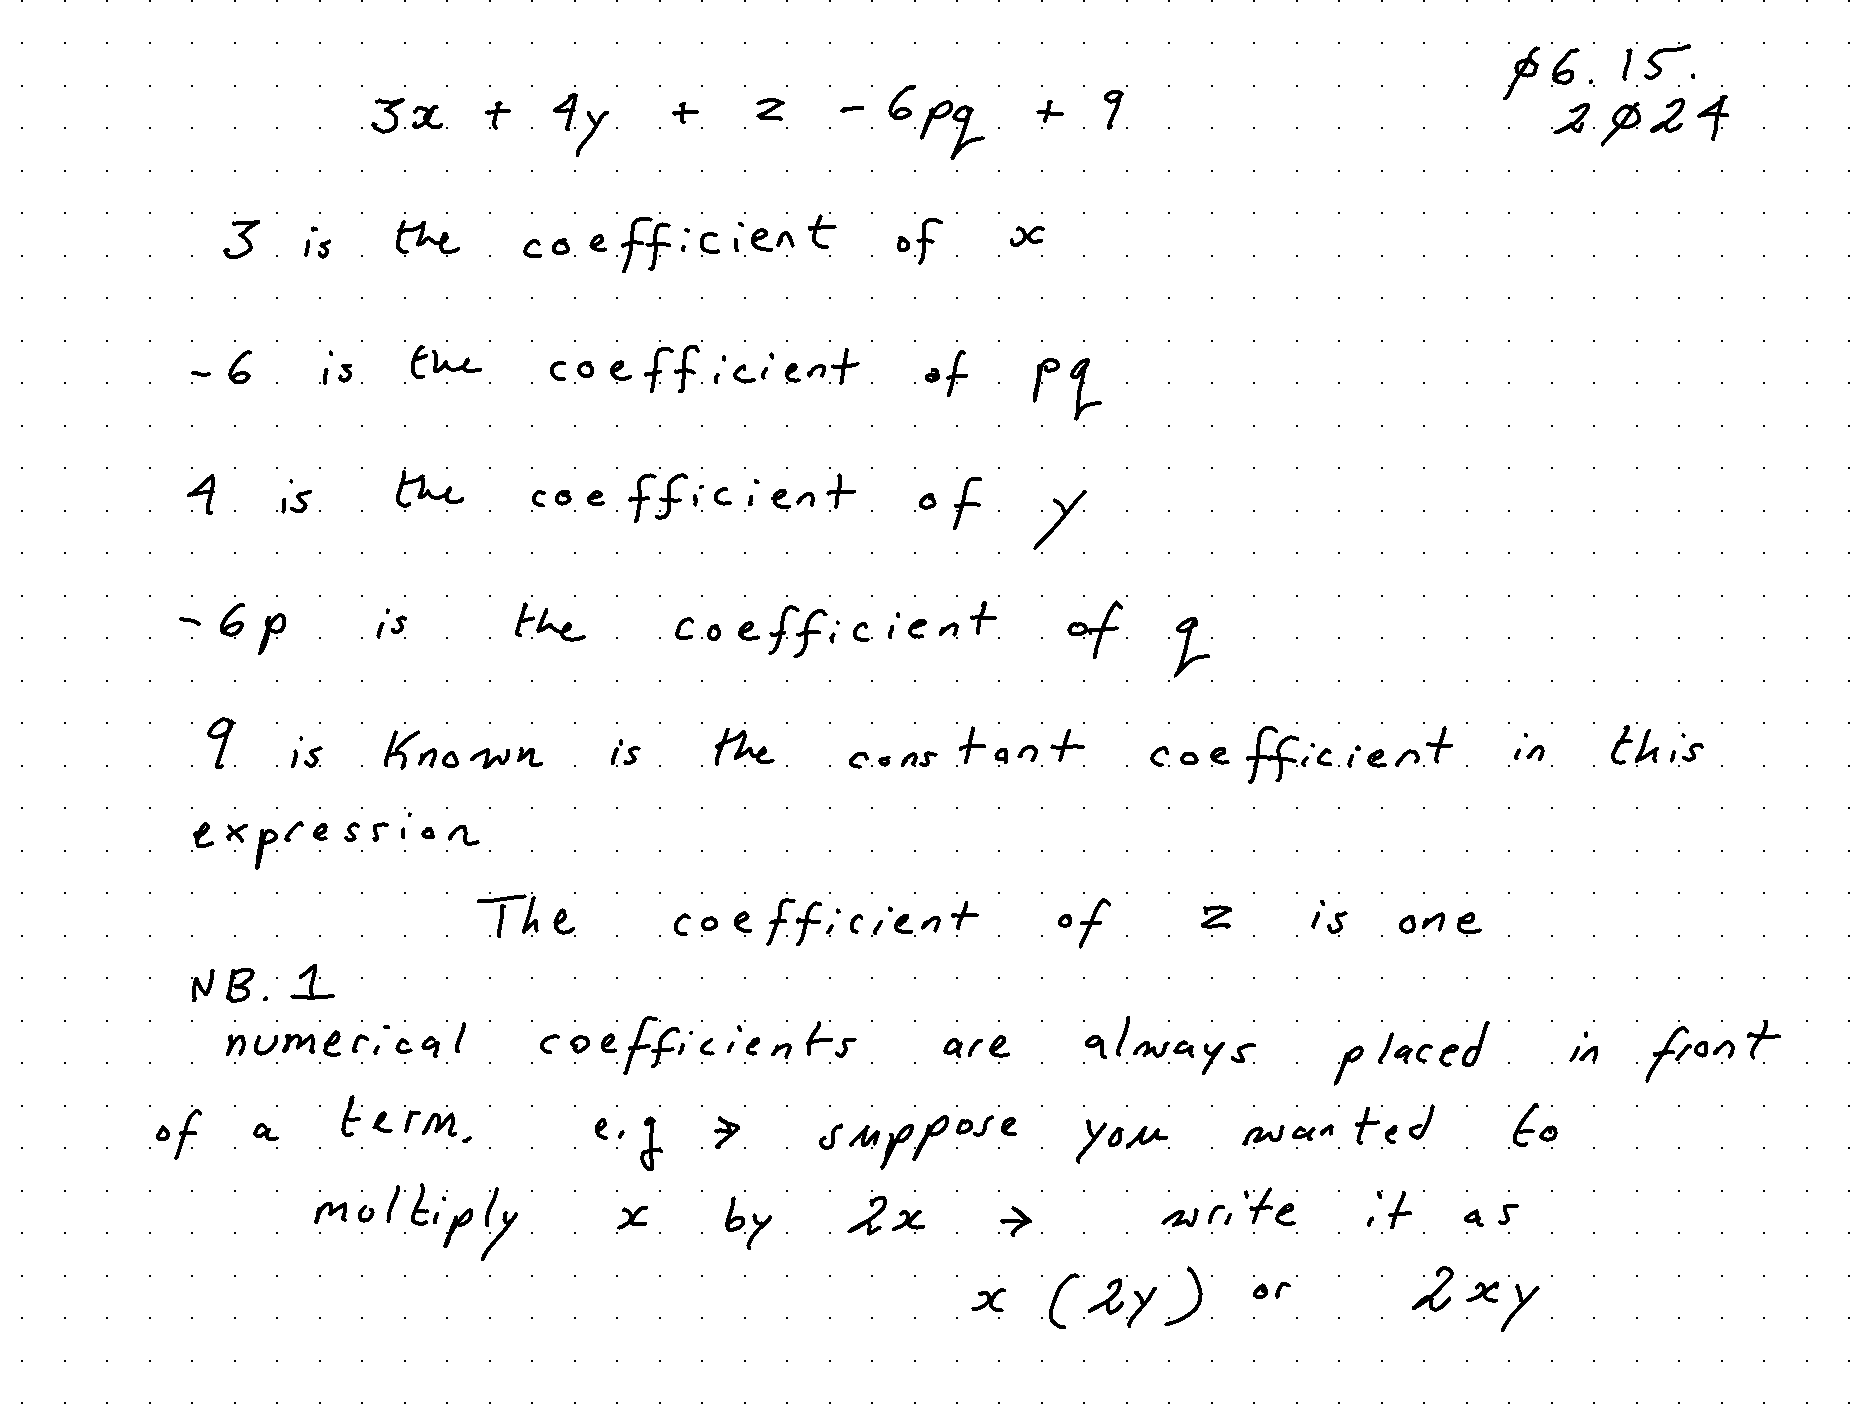 3x + 4y + z - 6pq + 9
ø6.15.
2ø24
3 is the coefficient of x
-6 is the coefficient of pq
4 is the coefficient of y
-6p is the coefficient of q
9 is Known is the constant coefficient in this
expression
The coefficient of z is one
NB. 1
numerical coefficients are always placed in front
of a term. e.g → suppose you wanted to
moltiply x by 2x → write it as
x (2y) or 2xy